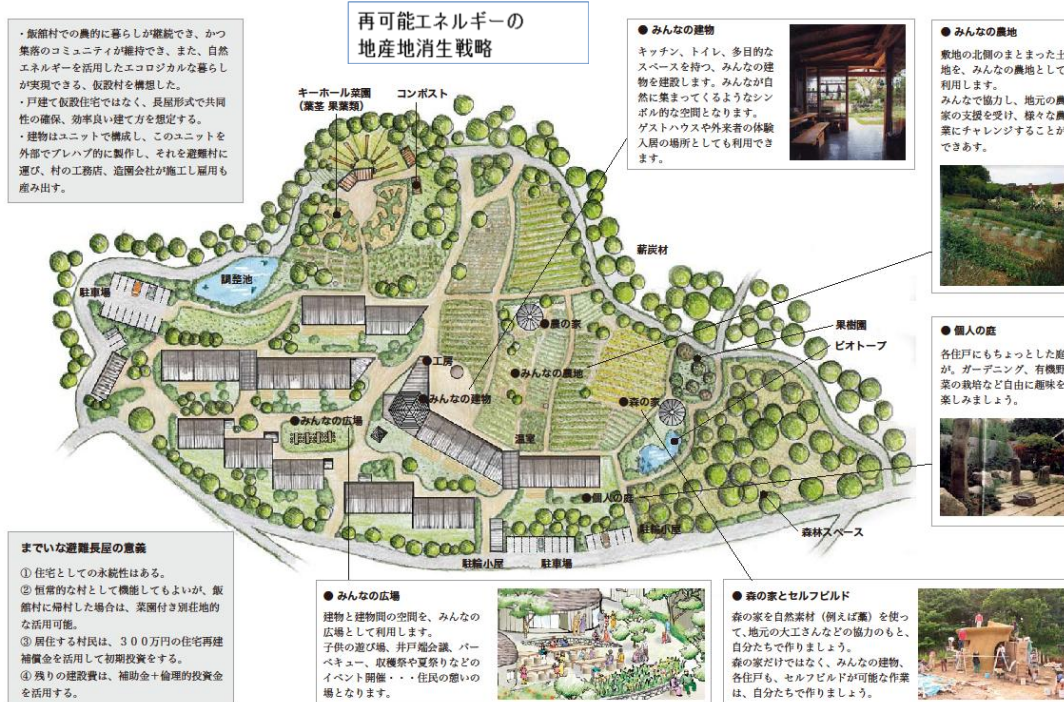 再可能エネルギーの
地産地消生戦略
・飯館村での農的に暮らしが継続でき、かつ
集落のコミュニティが維持でき、また、自然
エネルギーを活用したエコロジカルな暮らし
が実現できる、仮設村を構想した。
・戸建て仮設住宅ではなく、長屋形式で共同
性の確保、効率良い建て方を想定する。
・建物はユニットで構成し、このユニットを
外部でプレハブ的に製作し、それを避難村に
運び、村の工務店、造園会社が施工し雇用も
産み出す。
● みんなの建物
キッチン、トイレ、多目的な
スペースを持つ、みんなの建
物を建設します。みんなが自
然に集まってくるようなシン
ボル的な空間となります。
ゲストハウスや外来者の体験
入居の場所としても利用でき
ます。
● みんなの農地
敷地の北側のまとまった土
地を、みんなの農地として
利用します。
みんなで協力し、地元の農
家の支援を受け、様々な農
業にチャレンジすることが
できあす。
キーホール菜園
（葉茎 果葉類）
コンポスト
薪炭材
調整池
駐車場
果樹園
ビオトープ
●農の家
●工房
●みんなの農地
●みんなの建物
●森の家
●みんなの広場
温室
●個人の庭
駐輪小屋
森林スペース
駐輪小屋
駐車場
● 個人の庭
各住戸にもちょっとした庭
が。ガーデニング、有機野
菜の栽培など自由に趣味を
楽しみましょう。
までいな避難長屋の意義
① 住宅としての永続性はある。
② 恒常的な村として機能してもよいが、飯
舘村に帰村した場合は、菜園付き別荘地的
な活用可能。
③ 居住する村民は、３００万円の住宅再建
補償金を活用して初期投資をする。
④ 残りの建設費は、補助金＋倫理的投資金
を活用する。
● みんなの広場
建物と建物間の空間を、みんなの
広場として利用します。
子供の遊び場、井戸端会議、バー
ベキュー、収穫祭や夏祭りなどの
イベント開催・・・住民の憩いの
場となります。
● 森の家とセルフビルド
森の家を自然素材（例えば藁）を使っ
て、地元の大工さんなどの協力のもと、
自分たちで作りましょう。
森の家だけではなく、みんなの建物、
各住戸も、セルフビルドが可能な作業
は、自分たちで作りましょう。